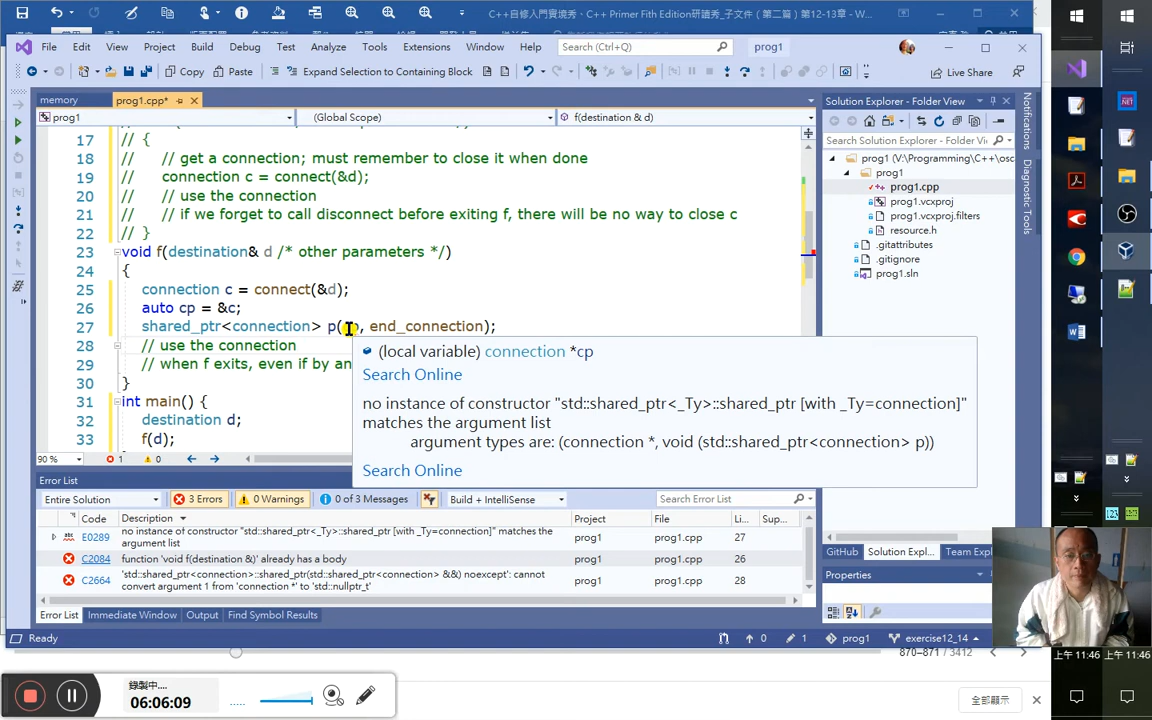 C++自修入門實境秀、C++ Primer Fifth Edition研讀秀_子文件（第二篇）12-13章 - W...
File Edit View Project Build Debug Test Analyze Tools Extensions Window Help Search (Ctrl+Q) prog1
Copy Paste Expand Selection to Containing Block Live Share
memory prog1.cpp*
prog1 (Global Scope) f(destination & d)
17 // {
18 // // get a connection; must remember to close it when done
19 // connection c = connect(&d);
20 // // use the connection
21 // // if we forget to call disconnect before exiting f, there will be no way to close c
22 // }
23 void f(destination& d /* other parameters */)
24 {
25 connection c = connect(&d);
26 auto cp = &c;
27 shared_ptr<connection> p( , end_connection);
28 // use the connection
29 // when f exits, even if by an
30 }
31 int main() {
32 destination d;
33 f(d);
(local variable) connection *cp
Search Online
no instance of constructor "std::shared_ptr<_Ty>::shared_ptr [with _Ty=connection]"
matches the argument list
argument types are: (connection *, void (std::shared_ptr<connection> p))
Search Online
90 % 1 0
Error List
Entire Solution 3 Errors 0 Warnings 0 of 3 Messages Build + IntelliSense Search Error List
Code Description Project File Li... Sup...
E0289 no instance of constructor "std::shared_ptr<_Ty>::shared_ptr [with _Ty=connection]" matches the argument list prog1 prog1.cpp 27
C2084 function 'void f(destination &)' already has a body prog1 prog1.cpp 26
C2664 'std::shared_ptr<connection>::shared_ptr(std::shared_ptr<connection> &&) noexcept': cannot convert argument 1 from 'connection *' to 'std::nullptr_t' prog1 prog1.cpp 28
Error List Immediate Window Output Find Symbol Results
Ready 0 1 prog1 exercise12_14
Solution Explorer - Folder View
Search Solution Explorer - Folder View
prog1 (V:\Programming\C++\osc
prog1
prog1.cpp
prog1.vcxproj
prog1.vcxproj.filters
resource.h
.gitattributes
.gitignore
prog1.sln
GitHub Solution Expl... Team Expl
Properties
Notifications
Diagnostic Tools
870–871 / 3412
錄製中...
06:06:09
全部顯示
上午 11:46 上午 11:46